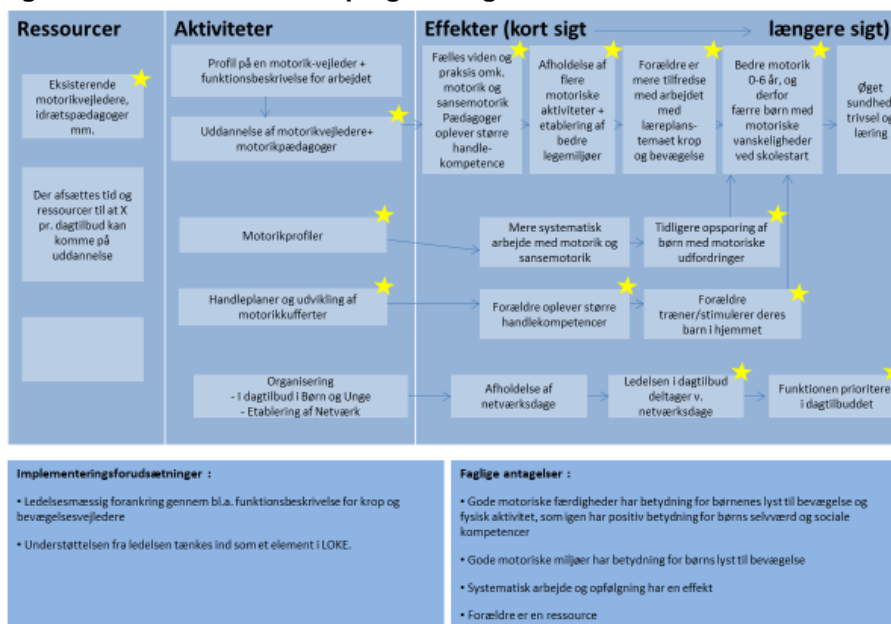 Ressourcer
Aktiviteter
Effekter (kort sigt
længere sigt)
Eksisterende
motorikvejledere,
idrætspædagoger
mm.
Der afsættes tid og
ressourcer til at X
pr. dagtilbud kan
komme på
uddannelse
Profil på en motorik-vejleder +
funktionsbeskrivelse for arbejdet
Uddannelse af motorikvejledere+
motorikpædagoger
Motorikprofiler
Handleplaner og udvikling af
motorikkufferter
Organisering
- I dagtilbud i Børn og Unge
- Etablering af Netværk
Fælles viden og
praksis omk.
motorik og
sansemotorik
Pædagoger
oplever større
handle-
kompetence
Afholdelse af
flere
motoriske
aktiviteter +
etablering af
bedre
legemiljøer
Forældre er
mere tilfredse
med arbejdet
med
læreplans-
temaet krop
og bevægelse
Bedre motorik
0-6 år, og
derfor
færre børn med
motoriske
vanskeligheder
ved skolestart
Øget
sundhed
trivsel og
læring
Mere systematisk
arbejde med motorik og
sansemotorik
Tidligere opsporing af
børn med motoriske
udfordringer
Forældre oplever større
handlekompetencer
Forældre
træner/stimulerer deres
barn i hjemmet
Afholdelse af
netværksdage
Ledelsen i dagtilbud
deltager v.
netværksdage
Funktionen prioritere
i dagtilbuddet
Implementeringsforudsætninger :
• Ledelsesmæssig forankring gennem bl.a. funktionsbeskrivelse for krop og
bevægelsesvejledere
• Understøttelsen fra ledelsen tænkes ind som et element i LOKE.
Faglige antagelser :
• Gode motoriske færdigheder har betydning for børnenes lyst til bevægelse og
fysisk aktivitet, som igen har positiv betydning for børns selvværd og sociale
kompetencer
• Gode motoriske miljøer har betydning for børns lyst til bevægelse
• Systematisk arbejde og opfølgning har en effekt
• Forældre er en ressource